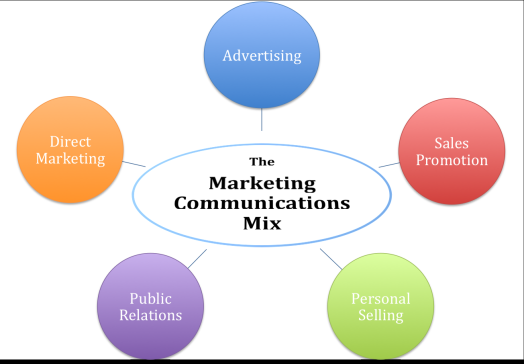 Advertising
Direct
Marketing
Sales
Promotion
The
Marketing
Communications
Mix
Public
Relations
Personal
Selling